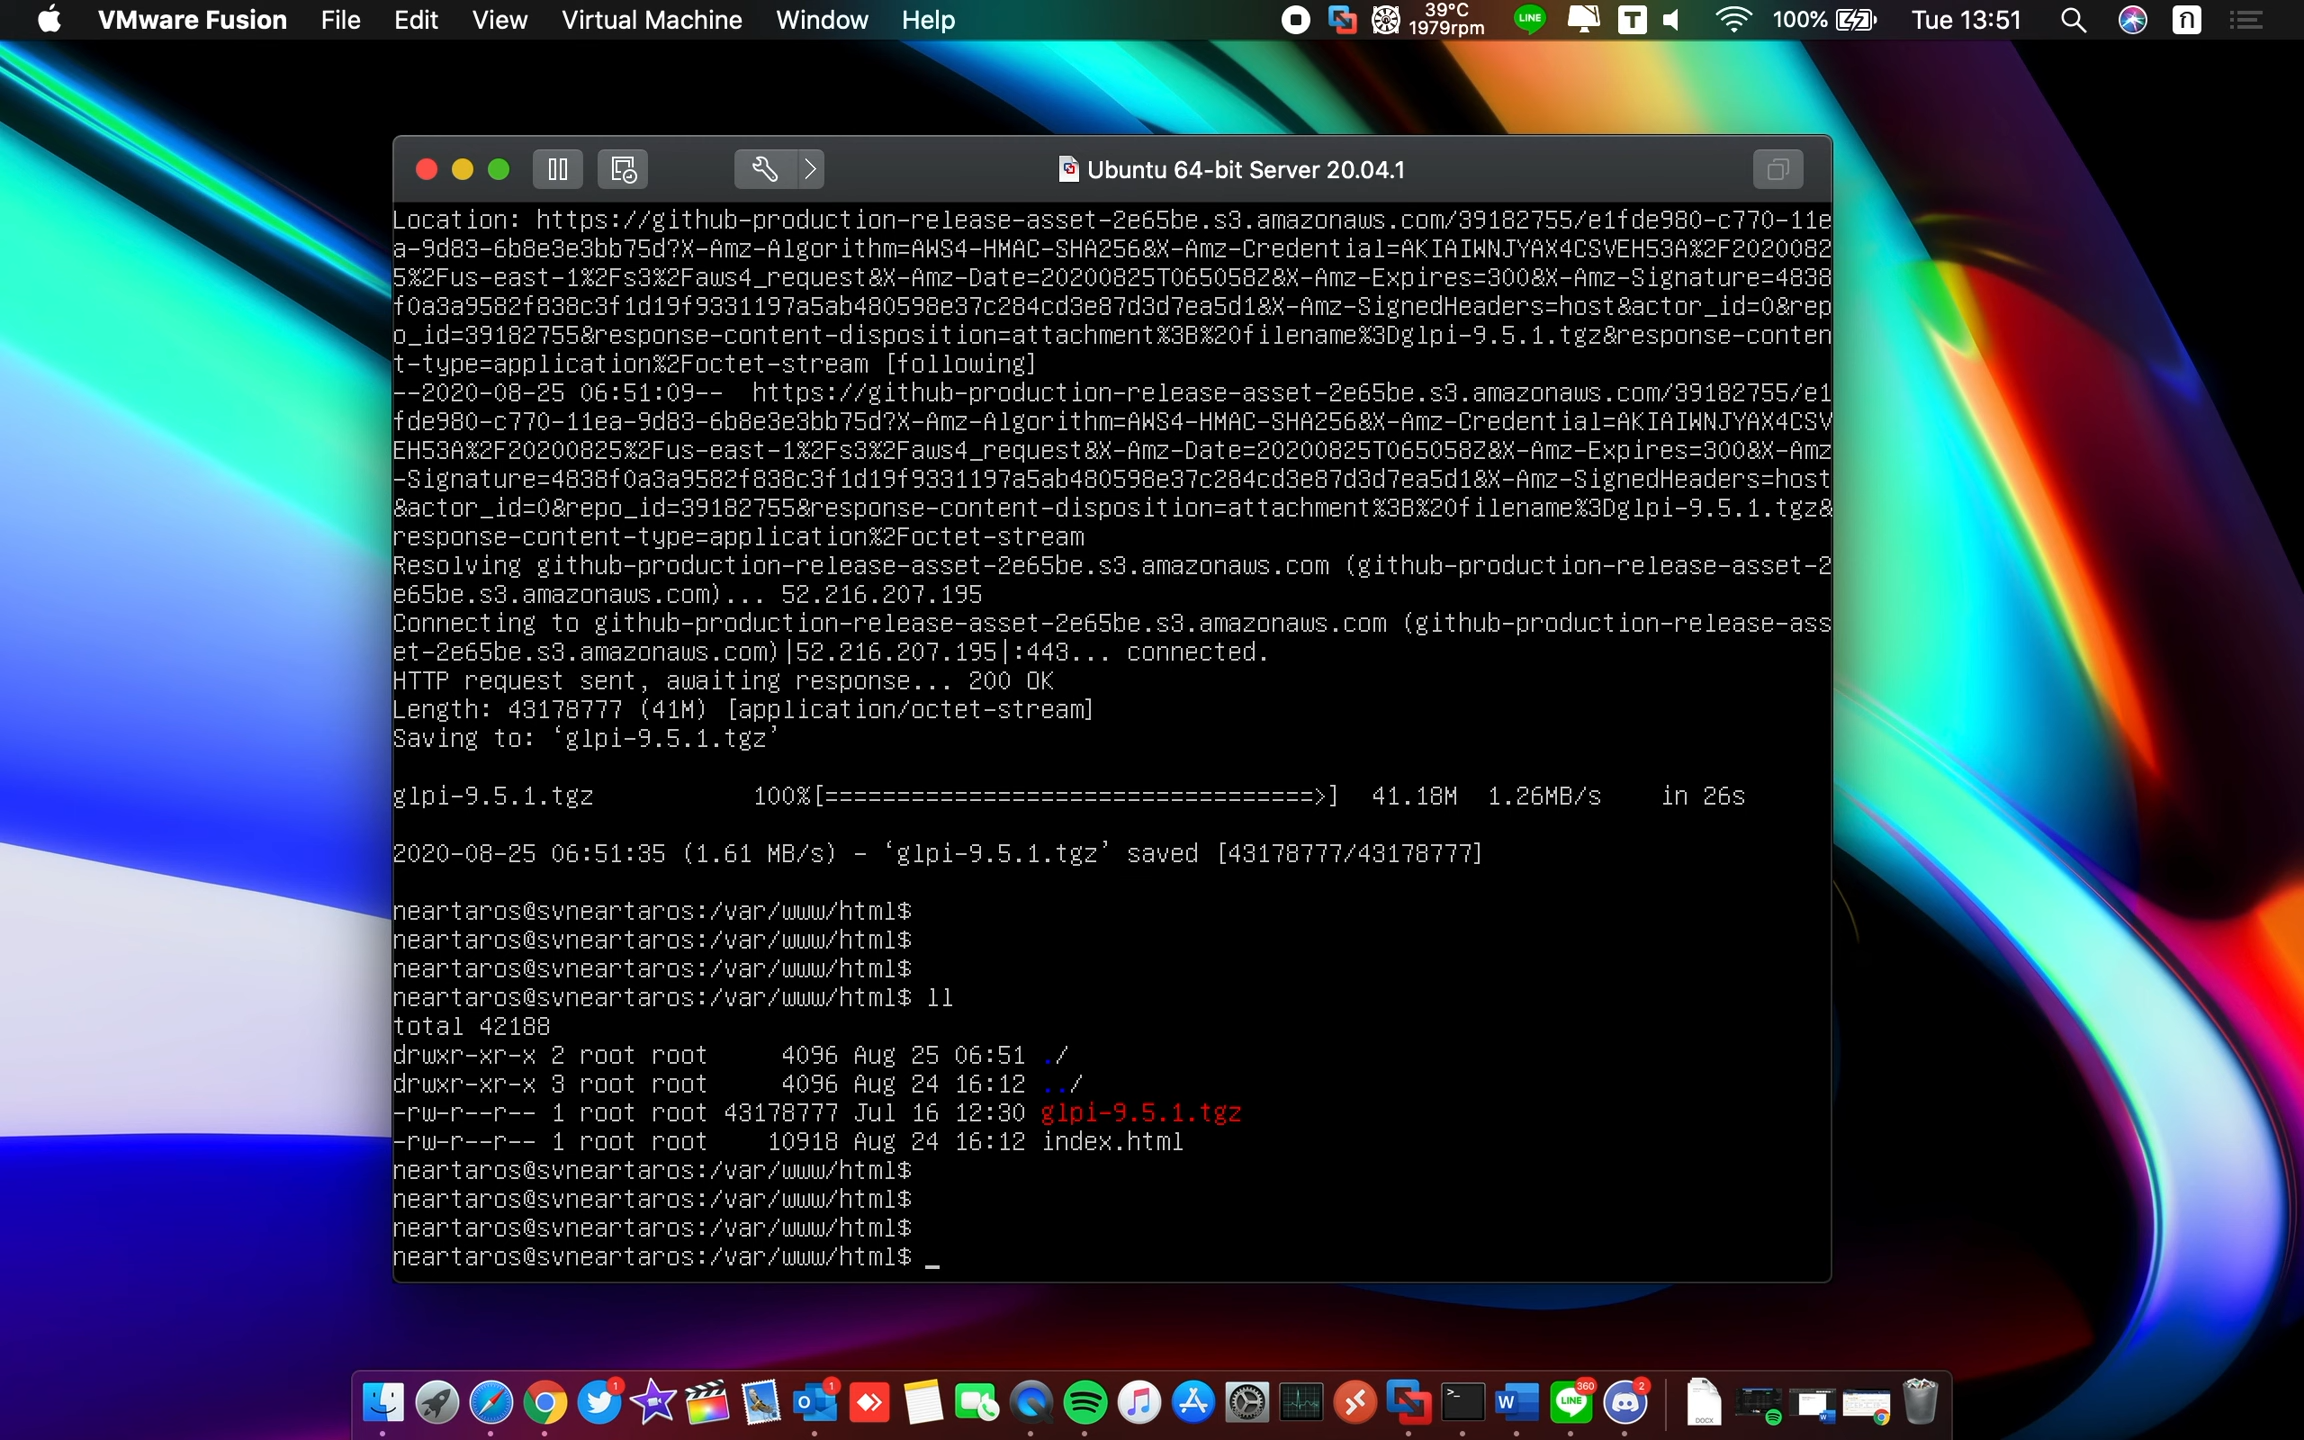 VMware Fusion File Edit View Virtual Machine Window Help 39°C 1979rpm LINE T 100% Tue 13:51 ก
Ubuntu 64-bit Server 20.04.1
Location: https://github-production-release-asset-2e65be.s3.amazonaws.com/39182755/e1fde980-c770-11e
a-9d83-6b8e3e3bb75d?X-Amz-Algorithm=AWS4-HMAC-SHA256&X-Amz-Credential=AKIAIWNJYAX4CSVEH53A%2F2020082
5%2Fus-east-1%2Fs3%2Faws4_request&X-Amz-Date=20200825T065058Z&X-Amz-Expires=300&X-Amz-Signature=4838
f0a3a9582f838c3f1d19f9331197a5ab480598e37c284cd3e87d3d7ea5d1&X-Amz-SignedHeaders=host&actor_id=0&rep
o_id=39182755&response-content-disposition=attachment%3B%20filename%3Dglpi-9.5.1.tgz&response-conten
t-type=application%2Foctet-stream [following]
--2020-08-25 06:51:09--  https://github-production-release-asset-2e65be.s3.amazonaws.com/39182755/e1
fde980-c770-11ea-9d83-6b8e3e3bb75d?X-Amz-Algorithm=AWS4-HMAC-SHA256&X-Amz-Credential=AKIAIWNJYAX4CSV
EH53A%2F20200825%2Fus-east-1%2Fs3%2Faws4_request&X-Amz-Date=20200825T065058Z&X-Amz-Expires=300&X-Amz
-Signature=4838f0a3a9582f838c3f1d19f9331197a5ab480598e37c284cd3e87d3d7ea5d1&X-Amz-SignedHeaders=host
&actor_id=0&repo_id=39182755&response-content-disposition=attachment%3B%20filename%3Dglpi-9.5.1.tgz&
response-content-type=application%2Foctet-stream
Resolving github-production-release-asset-2e65be.s3.amazonaws.com (github-production-release-asset-2
e65be.s3.amazonaws.com)... 52.216.207.195
Connecting to github-production-release-asset-2e65be.s3.amazonaws.com (github-production-release-ass
et-2e65be.s3.amazonaws.com)|52.216.207.195|:443... connected.
HTTP request sent, awaiting response... 200 OK
Length: 43178777 (41M) [application/octet-stream]
Saving to: ‘glpi-9.5.1.tgz’
glpi-9.5.1.tgz 100%[==================================>] 41.18M 1.26MB/s in 26s
2020-08-25 06:51:35 (1.61 MB/s) - ‘glpi-9.5.1.tgz’ saved [43178777/43178777]
neartaros@svneartaros:/var/www/html$
neartaros@svneartaros:/var/www/html$
neartaros@svneartaros:/var/www/html$
neartaros@svneartaros:/var/www/html$ ll
total 42188
drwxr-xr-x 2 root root 4096 Aug 25 06:51 ./
drwxr-xr-x 3 root root 4096 Aug 24 16:12 ../
-rw-r--r-- 1 root root 43178777 Jul 16 12:30 glpi-9.5.1.tgz
-rw-r--r-- 1 root root 10918 Aug 24 16:12 index.html
neartaros@svneartaros:/var/www/html$
neartaros@svneartaros:/var/www/html$
neartaros@svneartaros:/var/www/html$
neartaros@svneartaros:/var/www/html$ _
1 1 >_ W LINE 360 2 DOCX